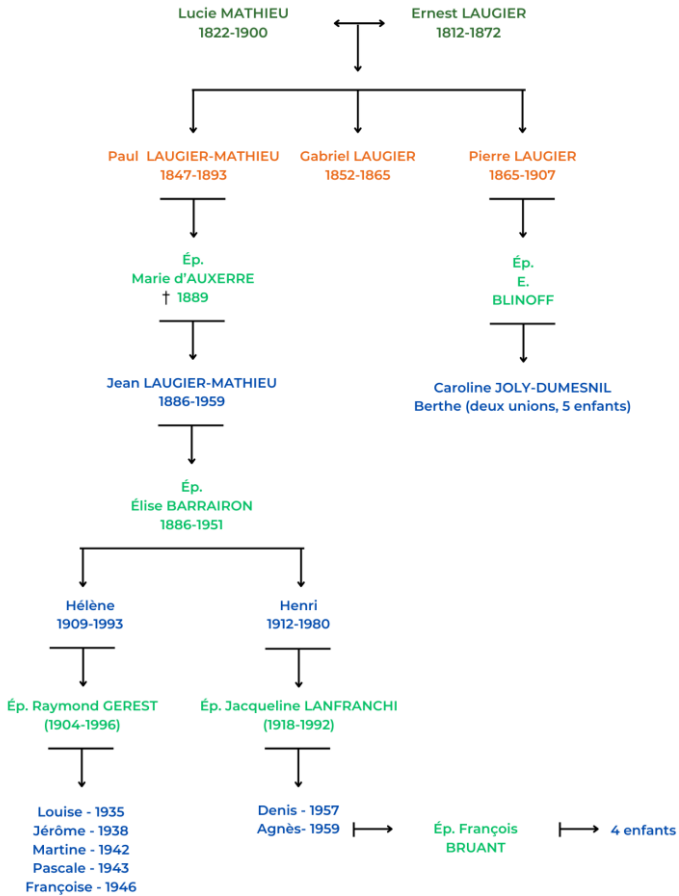 Lucie MATHIEU
1822-1900
Ernest LAUGIER
1812-1872
Paul LAUGIER-MATHIEU
1847-1893
Gabriel LAUGIER
1852-1865
Pierre LAUGIER
1865-1907
Ép.
Marie d'AUXERRE
† 1889
Ép.
E.
BLINOFF
Jean LAUGIER-MATHIEU
1886-1959
Caroline JOLY-DUMESNIL
Berthe (deux unions, 5 enfants)
Ép.
Élise BARRAIRON
1886-1951
Hélène
1909-1993
Henri
1912-1980
Ép. Raymond GEREST
(1904-1996)
Ép. Jacqueline LANFRANCHI
(1918-1992)
Louise - 1935
Jérôme - 1938
Martine - 1942
Pascale - 1943
Françoise - 1946
Denis - 1957
Agnès- 1959
Ép. François
BRUANT
4 enfants